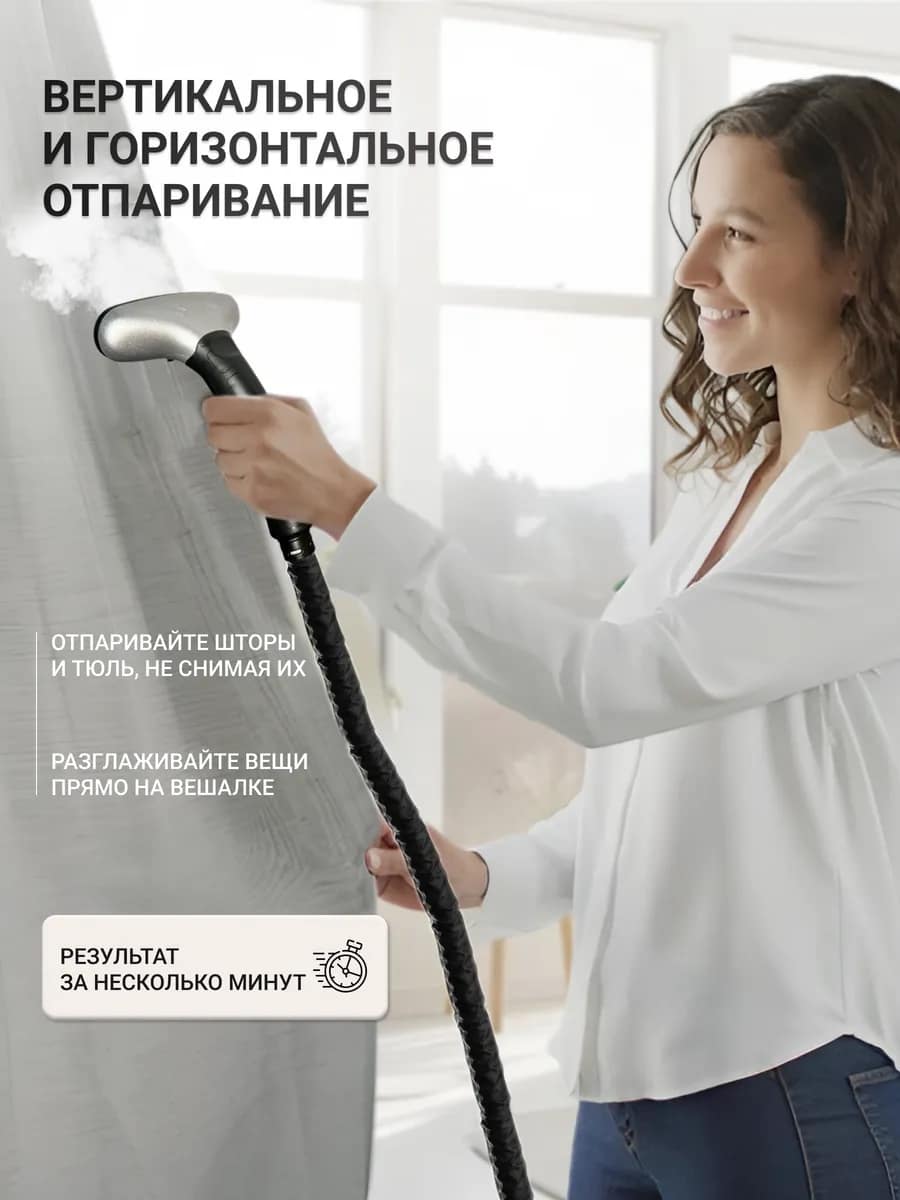 ВЕРТИКАЛЬНОЕ
И ГОРИЗОНТАЛЬНОЕ
ОТПАРИВАНИЕ
ОТПАРИВАЙТЕ ШТОРЫ
И ТЮЛЬ, НЕ СНИМАЯ ИХ
РАЗГЛАЖИВАЙТЕ ВЕЩИ
ПРЯМО НА ВЕШАЛКЕ
РЕЗУЛЬТАТ
ЗА НЕСКОЛЬКО МИНУТ